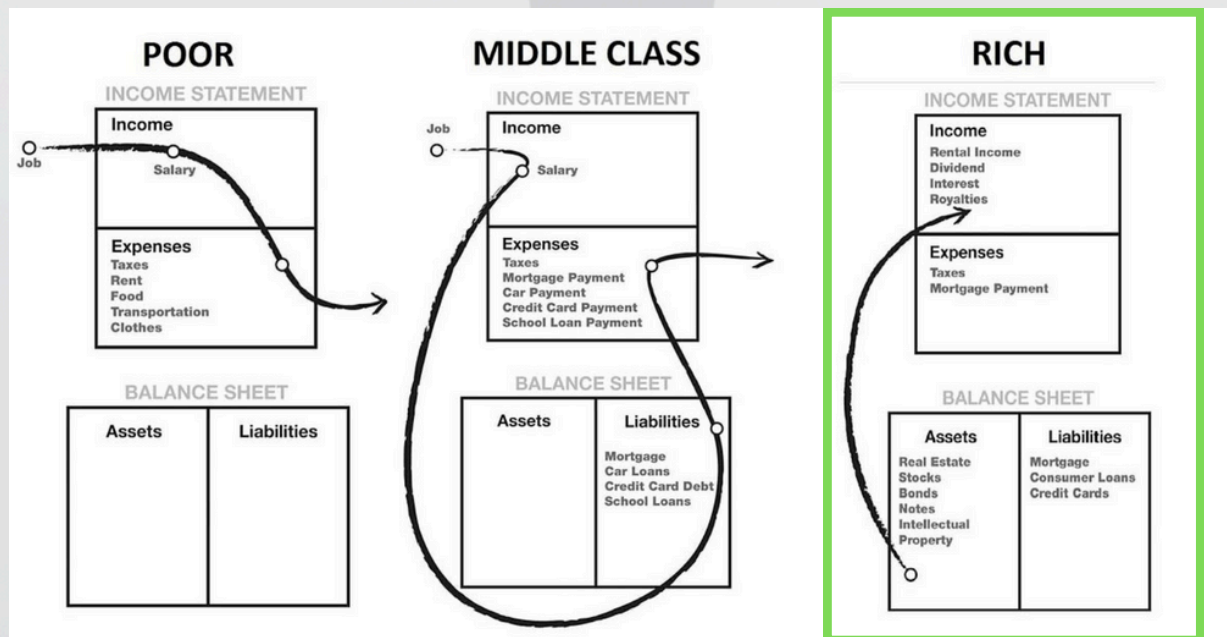 POOR
INCOME STATEMENT
Income
Job
Salary
Expenses
Taxes
Rent
Food
Transportation
Clothes
BALANCE SHEET
Assets
Liabilities
MIDDLE CLASS
INCOME STATEMENT
Job
Income
Salary
Expenses
Taxes
Mortgage Payment
Car Payment
Credit Card Payment
School Loan Payment
BALANCE SHEET
Assets
Liabilities
Mortgage
Car Loans
Credit Card Debt
School Loans
RICH
INCOME STATEMENT
Income
Rental Income
Dividend
Interest
Royalties
Expenses
Taxes
Mortgage Payment
BALANCE SHEET
Assets
Real Estate
Stocks
Bonds
Notes
Intellectual
Property
Liabilities
Mortgage
Consumer Loans
Credit Cards